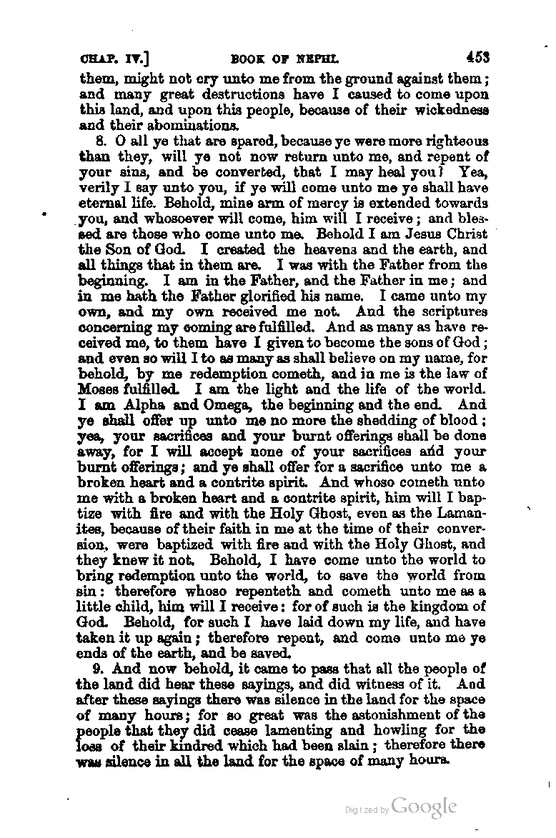 CHAP. IV.] BOOK OF NEPHI. 453
them, might not cry unto me from the ground against them;
and many great destructions have I caused to come upon
this land, and upon this people, because of their wickedness
and their abominations.
8. O all ye that are spared, because ye were more righteous
than they, will ye not now return unto me, and repent of
your sins, and be converted, that I may heal you? Yea,
verily I say unto you, if ye will come unto me ye shall have
eternal life. Behold, mine arm of mercy is extended towards
you, and whosoever will come, him will I receive; and bles-
sed are those who come unto me. Behold I am Jesus Christ
the Son of God. I created the heavens and the earth, and
all things that in them are. I was with the Father from the
beginning. I am in the Father, and the Father in me; and
in me hath the Father glorified his name. I came unto my
own, and my own received me not. And the scriptures
concerning my coming are fulfilled. And as many as have re-
ceived me, to them have I given to become the sons of God;
and even so will I to as many as shall believe on my name, for
behold, by me redemption cometh, and in me is the law of
Moses fulfilled. I am the light and the life of the world.
I am Alpha and Omega, the beginning and the end. And
ye shall offer up unto me no more the shedding of blood;
yea, your sacrifices and your burnt offerings shall be done
away, for I will accept none of your sacrifices and your
burnt offerings; and ye shall offer for a sacrifice unto me a
broken heart and a contrite spirit. And whoso cometh unto
me with a broken heart and a contrite spirit, him will I bap-
tize with fire and with the Holy Ghost, even as the Laman-
ites, because of their faith in me at the time of their conver-
sion, were baptized with fire and with the Holy Ghost, and
they knew it not. Behold, I have come unto the world to
bring redemption unto the world, to save the world from
sin: therefore whoso repenteth and cometh unto me as a
little child, him will I receive: for of such is the kingdom of
God. Behold, for such I have laid down my life, and have
taken it up again; therefore repent, and come unto me ye
ends of the earth, and be saved.
9. And now behold, it came to pass that all the people of
the land did hear these sayings, and did witness of it. And
after these sayings there was silence in the land for the space
of many hours; for so great was the astonishment of the
people that they did cease lamenting and howling for the
loss of their kindred which had been slain; therefore there
was silence in all the land for the space of many hours.
Digitized by Google